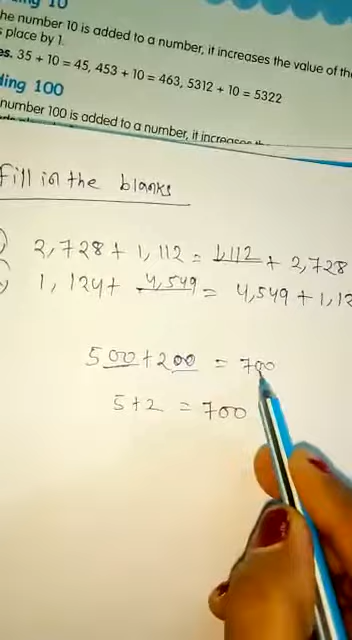 ing 10
he number 10 is added to a number, it increases the value of the
s place by 1.
es. 35 + 10 = 45, 453 + 10 = 463, 5312 + 10 = 5322
ding 100
number 100 is added to a number, it increases
Fill in the blanks
2,728 + 1,112 = 1,112 + 2,728
1,124 + 4,549 = 4,549 + 1,12
500 + 200 = 700
5 + 2 = 700